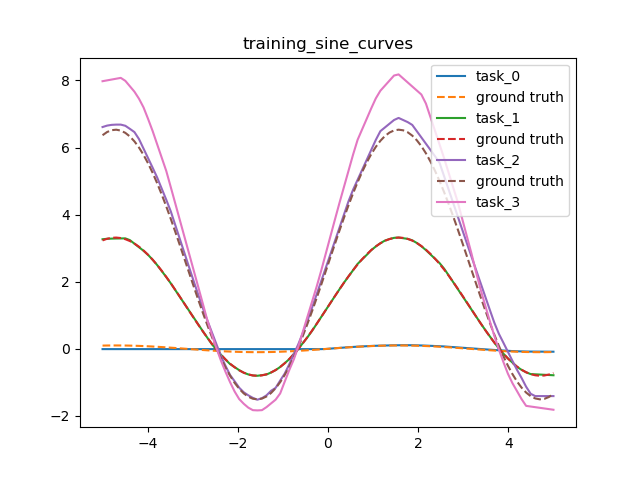 training_sine_curves
task_0
ground truth
task_1
ground truth
task_2
ground truth
task_3
8
6
4
2
0
−2
−4
−2
0
2
4